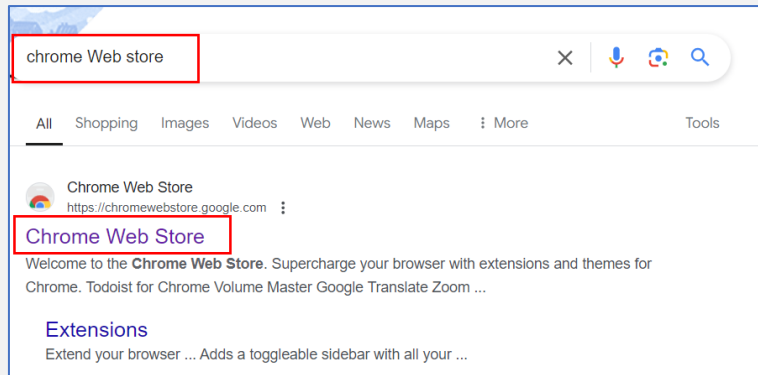 chrome Web store
All Shopping Images Videos Web News Maps More Tools
Chrome Web Store
https://chromewebstore.google.com
Chrome Web Store
Welcome to the Chrome Web Store. Supercharge your browser with extensions and themes for
Chrome. Todoist for Chrome Volume Master Google Translate Zoom ...
Extensions
Extend your browser ... Adds a toggleable sidebar with all your ...